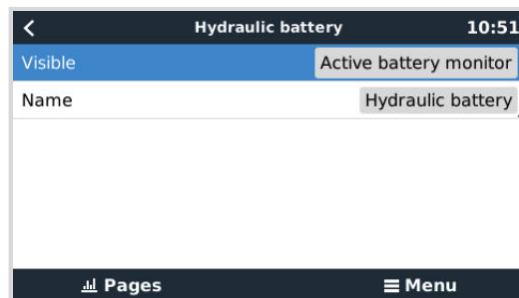 Hydraulic battery 10:51
Visible Active battery monitor
Name Hydraulic battery
Pages Menu